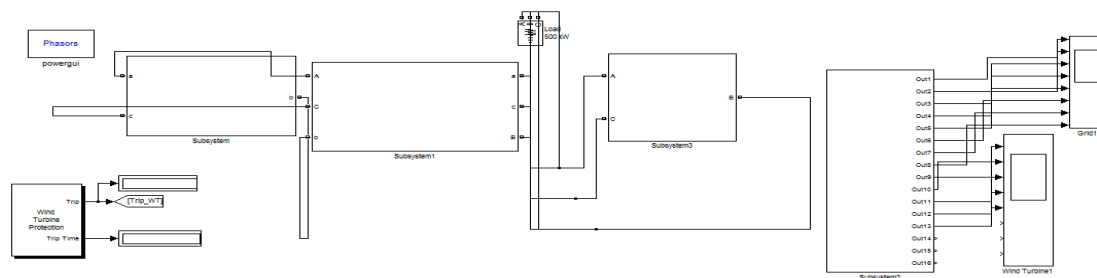 Phasors
powergui
a
c
b
Subsystem
A
C
b
a
c
B
Subsystem1
A
C
Load
500 kW
A
C
B
Subsystem3
Out1
Out2
Out3
Out4
Out5
Out6
Out7
Out8
Out9
Out10
Out11
Out12
Out13
Out14
Out15
Out16
Subsystem2
Grid1
Wind Turbine1
Wind
Turbine
Protection
Trip
Trip Time
[Trip_WT]